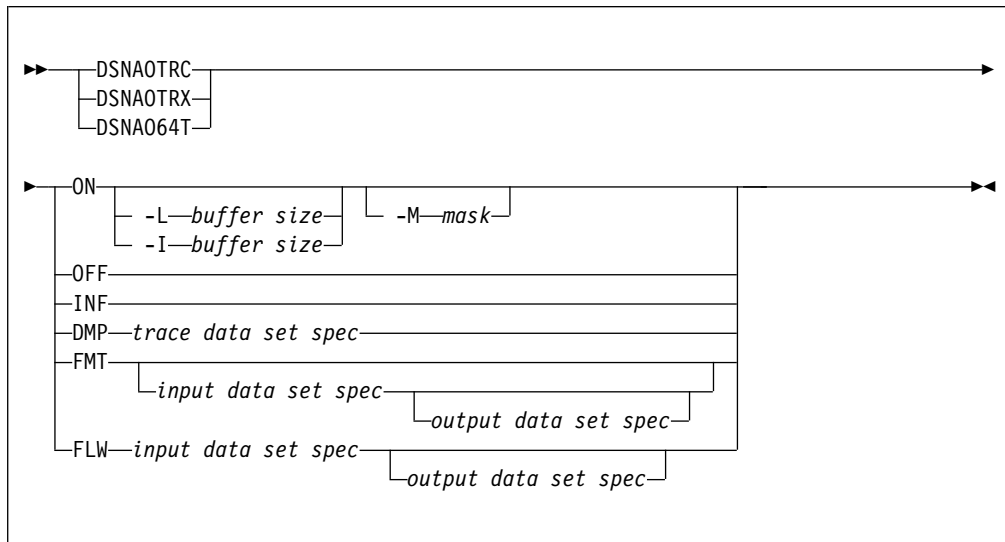 DSNAOTRC
DSNAOTRX
DSNAO64T
ON
-L buffer size -M mask
-I buffer size
OFF
INF
DMP trace data set spec
FMT
input data set spec
output data set spec
FLW input data set spec
output data set spec